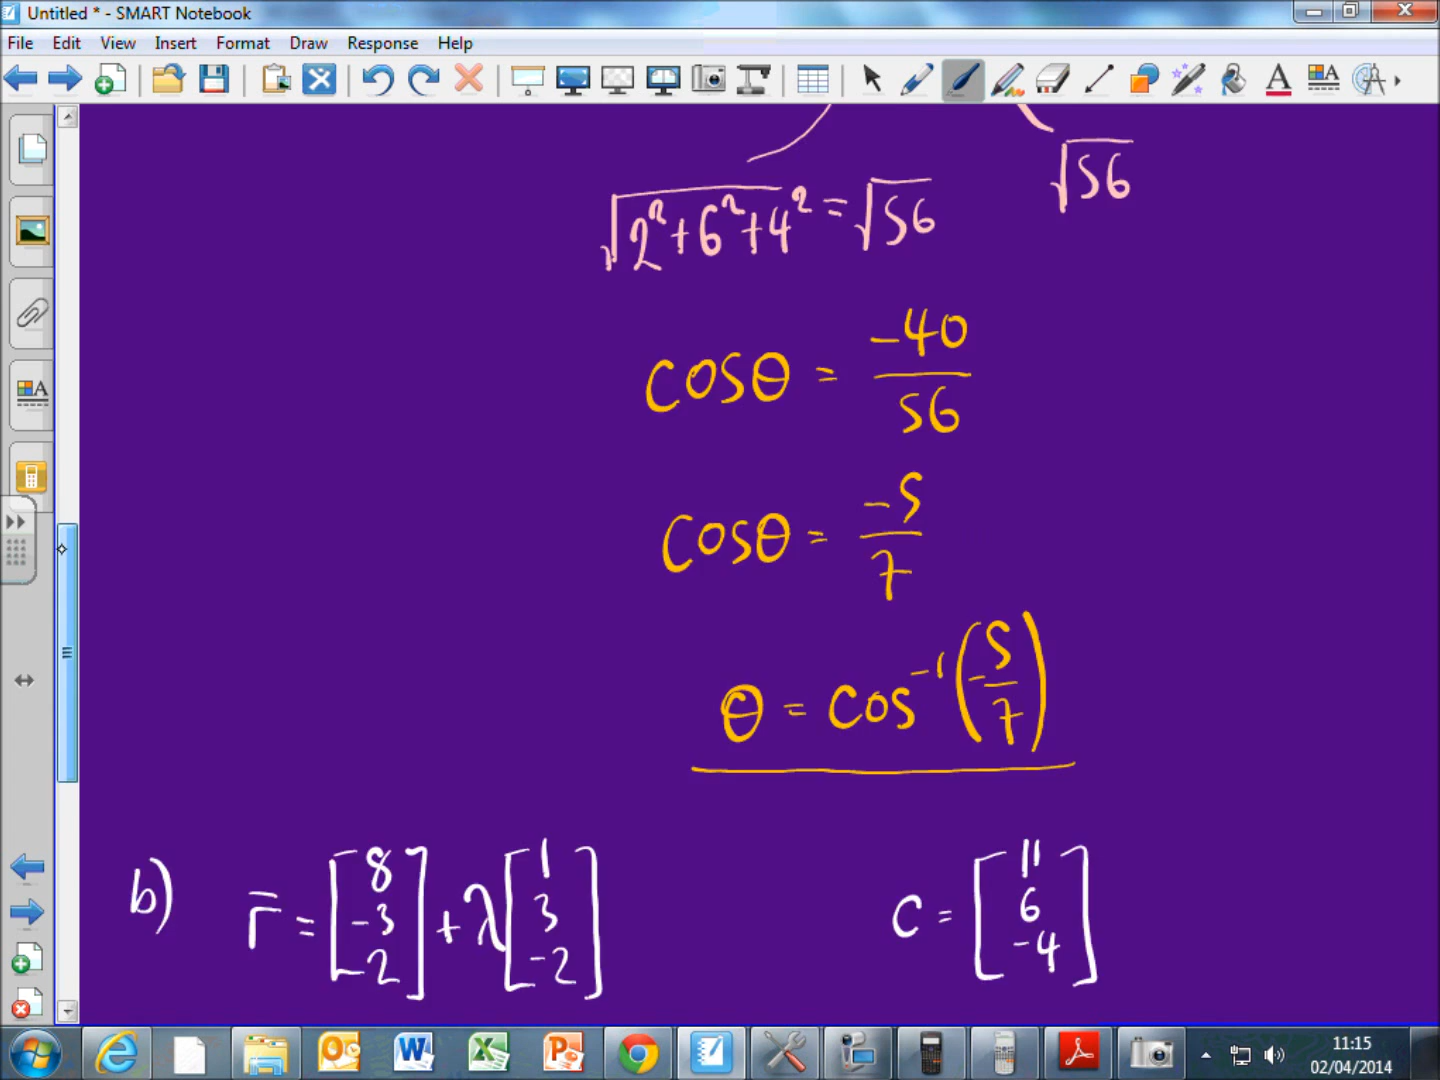 Untitled * - SMART Notebook
File Edit View Insert Format Draw Response Help
√56
√2²+6²+4² = √56
cosθ = -40/56
cosθ = -5/7
θ = cos⁻¹(-5/7)
b) r̄ = [8 -3 -2] + λ[1 3 -2] C = [11 6 -4]
11:15
02/04/2014